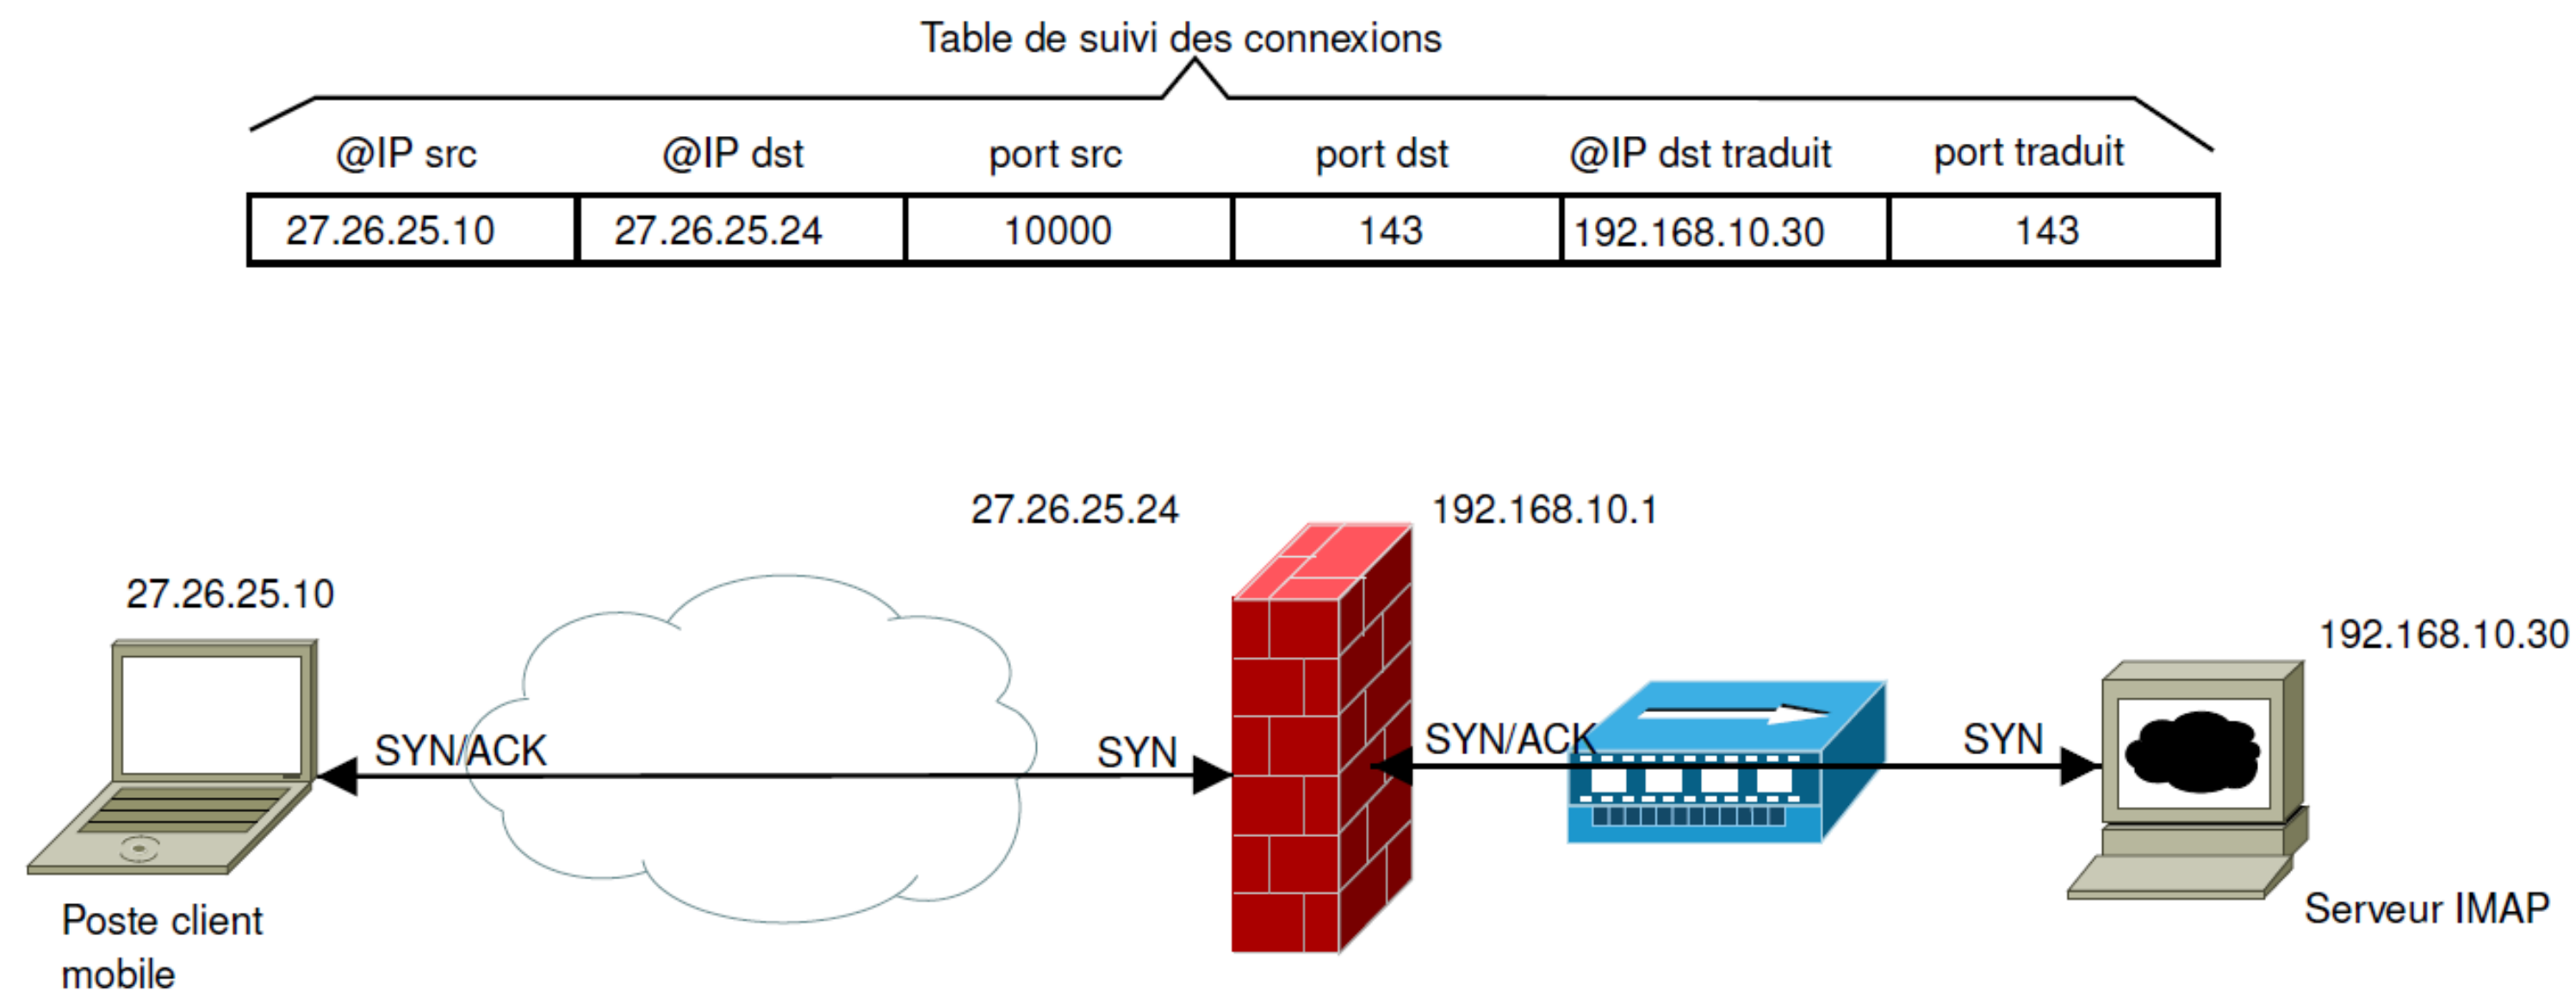 Table de suivi des connexions
@IP src @IP dst port src port dst @IP dst traduit port traduit
27.26.25.10 27.26.25.24 10000 143 192.168.10.30 143
27.26.25.24 192.168.10.1
27.26.25.10
192.168.10.30
SYN/ACK SYN SYN/ACK SYN
Poste client
mobile
Serveur IMAP